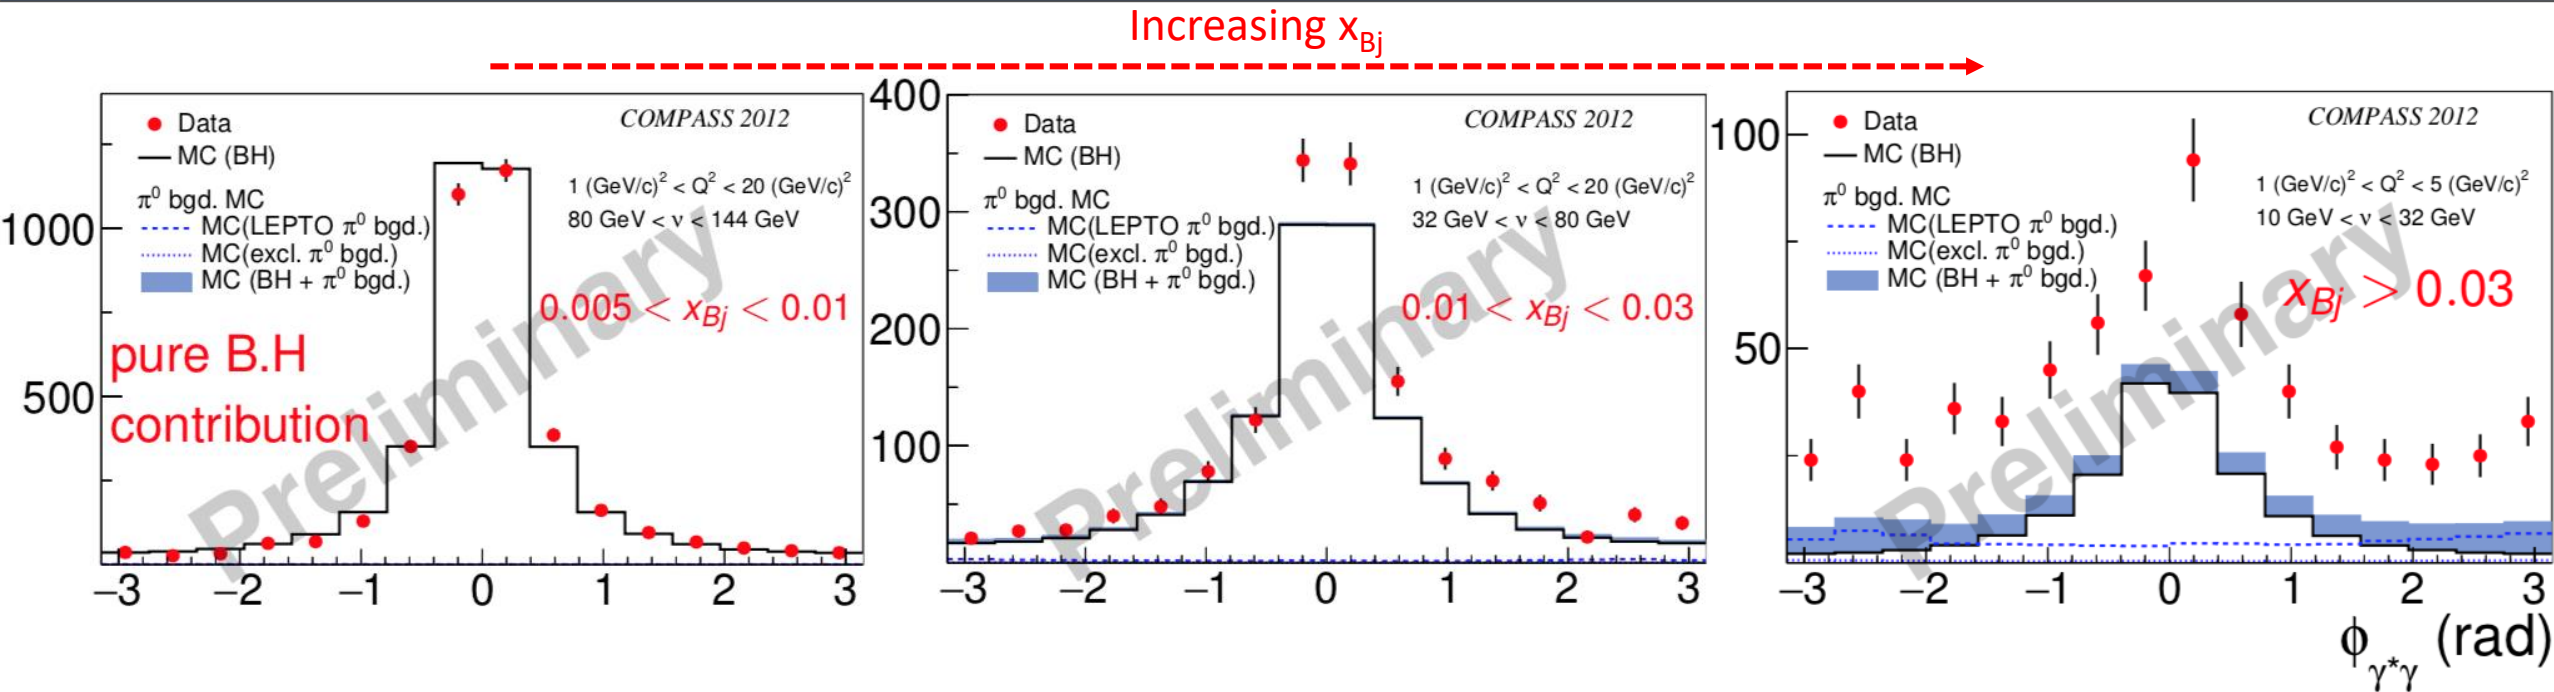 Increasing x_Bj
400
300
200
100
1000
500
100
50
Data
MC (BH)
π⁰ bgd. MC
MC(LEPTO π⁰ bgd.)
MC(excl. π⁰ bgd.)
MC (BH + π⁰ bgd.)
COMPASS 2012
1 (GeV/c)² < Q² < 20 (GeV/c)²
80 GeV < ν < 144 GeV
0.005 < x_Bj < 0.01
pure B.H
contribution
Preliminary
−3 −2 −1 0 1 2 3
Data
MC (BH)
π⁰ bgd. MC
MC(LEPTO π⁰ bgd.)
MC(excl. π⁰ bgd.)
MC (BH + π⁰ bgd.)
COMPASS 2012
1 (GeV/c)² < Q² < 20 (GeV/c)²
32 GeV < ν < 80 GeV
0.01 < x_Bj < 0.03
Preliminary
−3 −2 −1 0 1 2 3
Data
MC (BH)
π⁰ bgd. MC
MC(LEPTO π⁰ bgd.)
MC(excl. π⁰ bgd.)
MC (BH + π⁰ bgd.)
COMPASS 2012
1 (GeV/c)² < Q² < 5 (GeV/c)²
10 GeV < ν < 32 GeV
x_Bj > 0.03
Preliminary
−3 −2 −1 0 1 2 3
ϕ_γ*γ (rad)